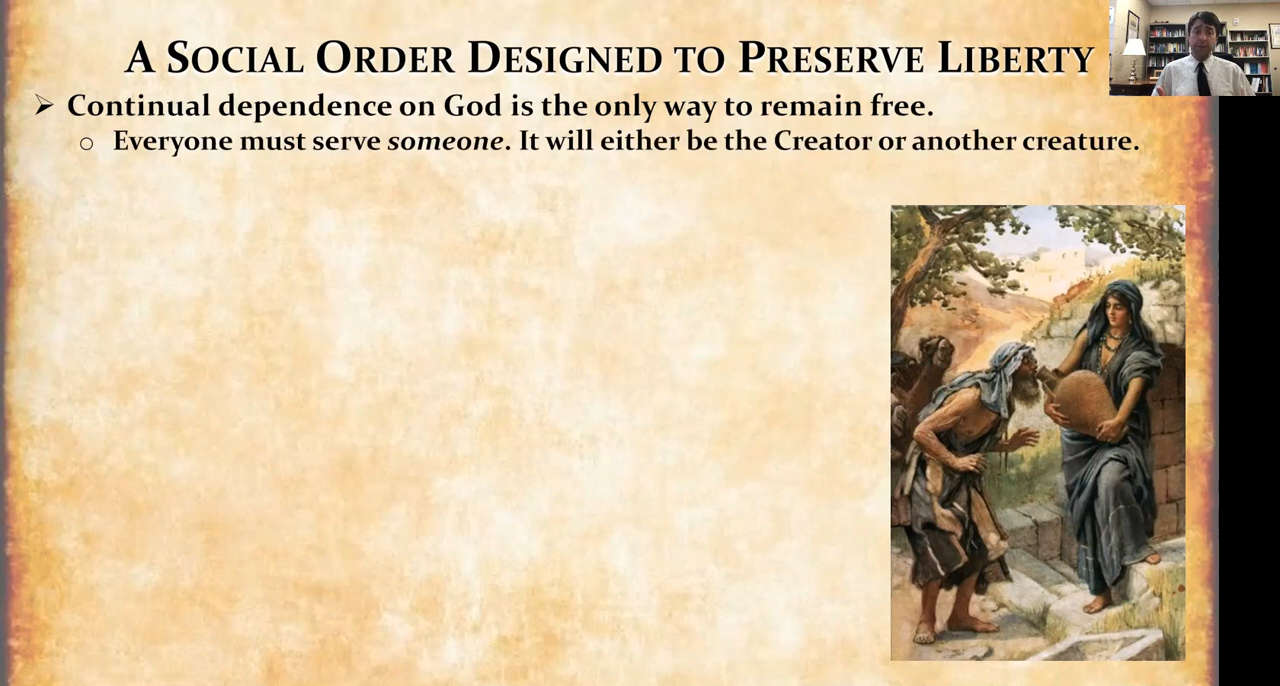 A Social Order Designed to Preserve Liberty
➢ Continual dependence on God is the only way to remain free.
o Everyone must serve someone. It will either be the Creator or another creature.